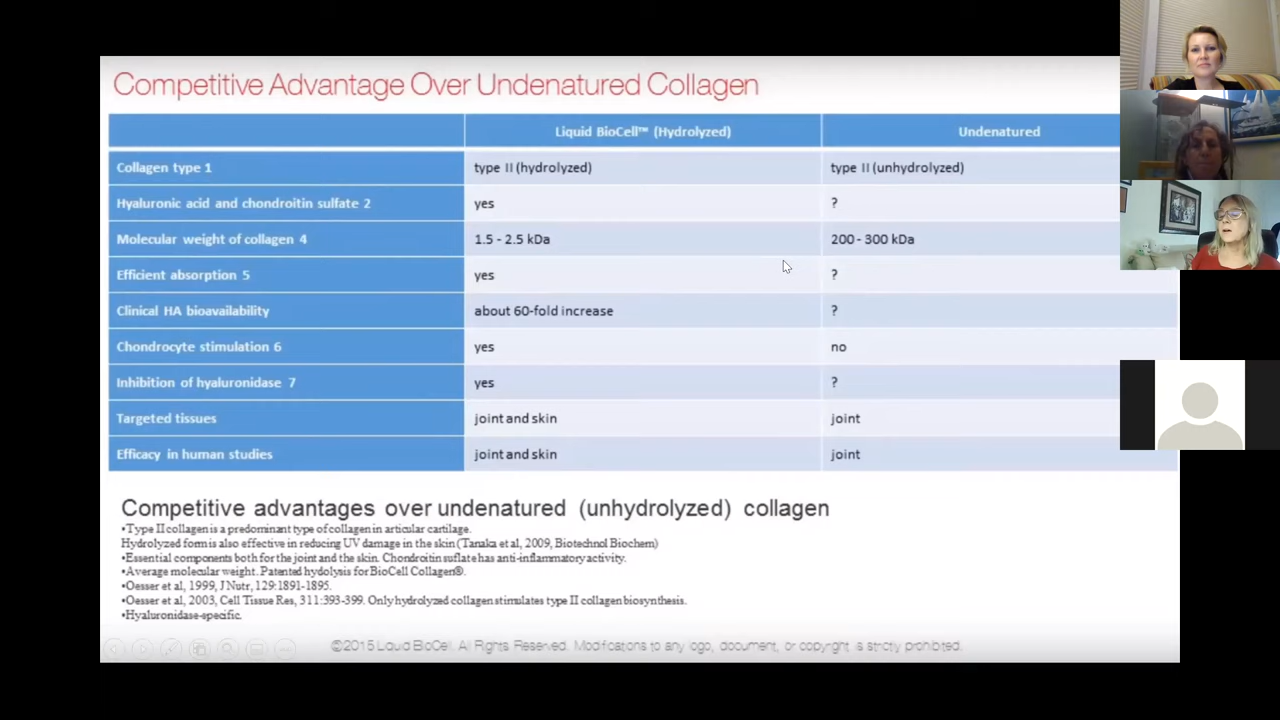 Competitive Advantage Over Undenatured Collagen
Liquid BioCell™ (Hydrolyzed) Undenatured
Collagen type 1 type II (hydrolyzed) type II (unhydrolyzed)
Hyaluronic acid and chondroitin sulfate 2 yes ?
Molecular weight of collagen 4 1.5 - 2.5 kDa 200 - 300 kDa
Efficient absorption 5 yes ?
Clinical HA bioavailability about 60-fold increase ?
Chondrocyte stimulation 6 yes no
Inhibition of hyaluronidase 7 yes ?
Targeted tissues joint and skin joint
Efficacy in human studies joint and skin joint
Competitive advantages over undenatured (unhydrolyzed) collagen
•Type II collagen is a predominant type of collagen in articular cartilage.
Hydrolyzed form is also effective in reducing UV damage in the skin (Tanaka et al, 2009, Biotechnol Biochem)
•Essential components both for the joint and the skin. Chondroitin suflate has anti-inflammatory activity.
•Average molecular weight. Patented hydolysis for BioCell Collagen®.
•Oesser et al, 1999, J Nutr, 129:1891-1895.
•Oesser et al, 2003, Cell Tissue Res, 311:393-399. Only hydrolyzed collagen stimulates type II collagen biosynthesis.
•Hyaluronidase-specific.
©2015 Liquid BioCell. All Rights Reserved. Modifications to any logo, document, or copyright is strictly prohibited.